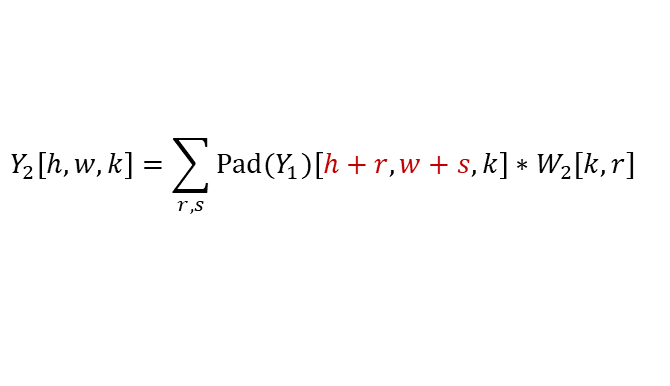 Y₂[h, w, k] = ∑ r,s Pad(Y₁)[h + r, w + s, k] ∗ W₂[k, r]